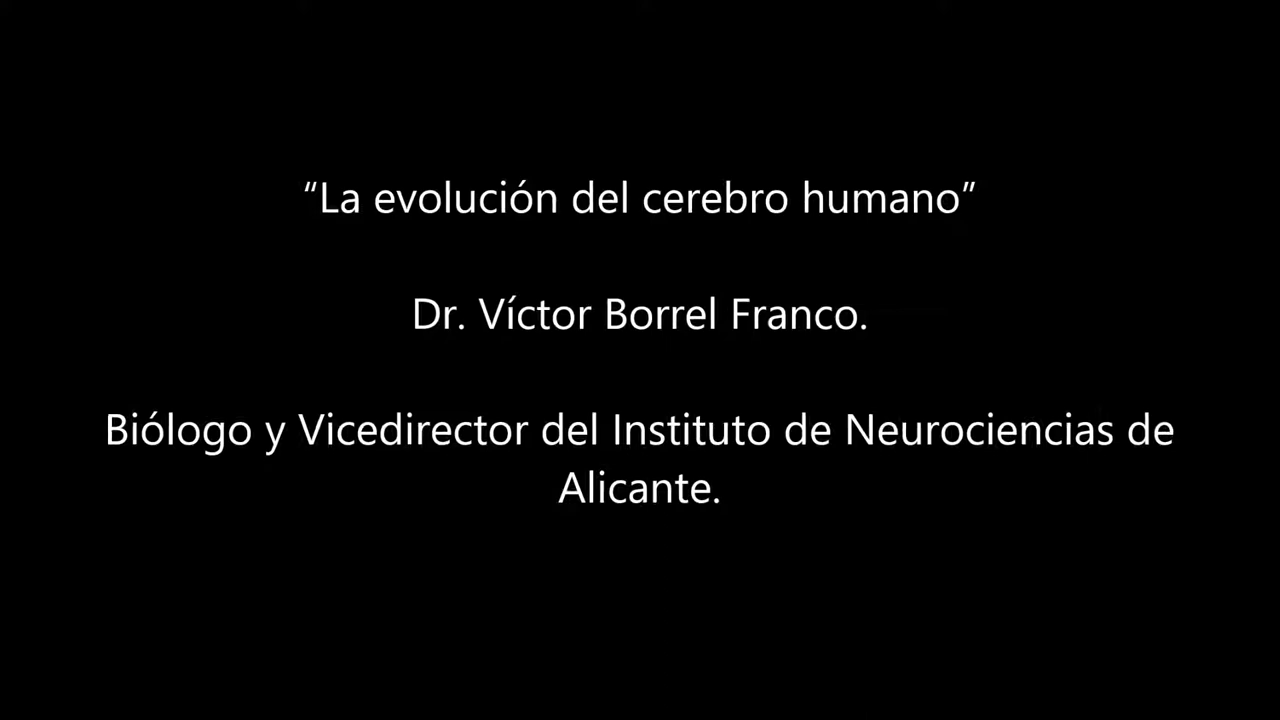 “La evolución del cerebro humano”
Dr. Víctor Borrel Franco.
Biólogo y Vicedirector del Instituto de Neurociencias de
Alicante.